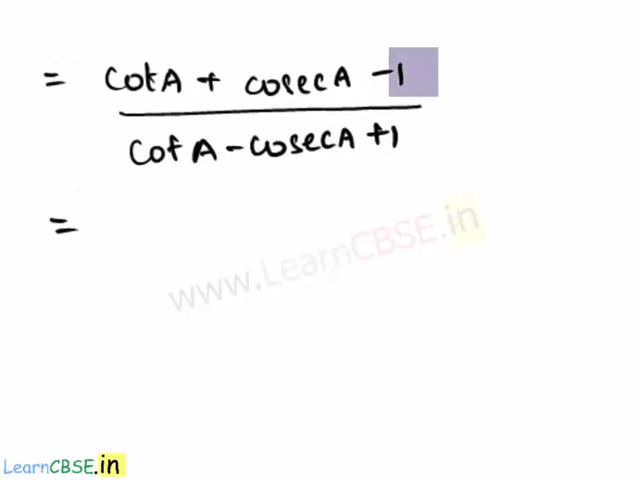 = cotA + cosecA - 1
cotA - cosecA + 1
=
www.LearnCBSE.in
LearnCBSE.in